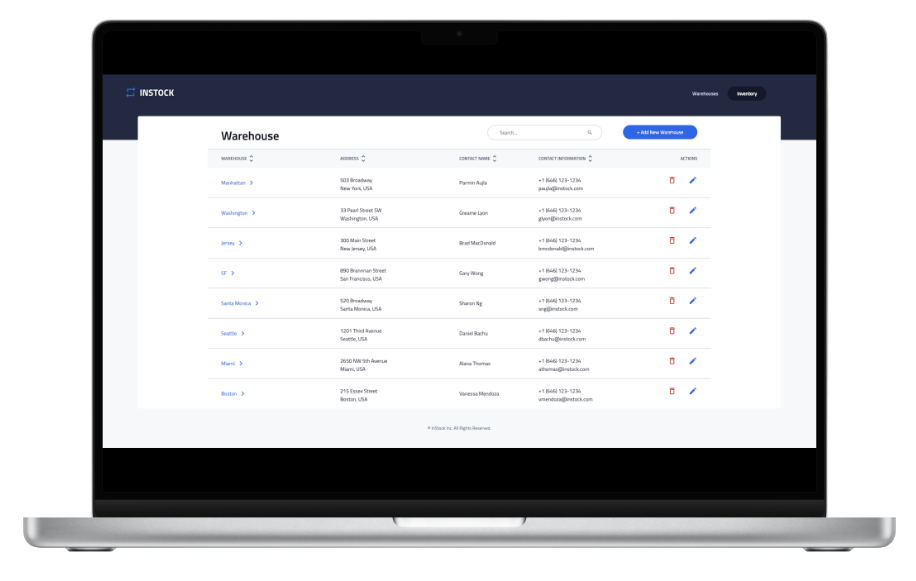 INSTOCK
Warehouses Inventory
Warehouse
Search...
+ Add New Warehouse
WAREHOUSE ADDRESS CONTACT NAME CONTACT INFORMATION ACTIONS
Manhattan 503 Broadway Parmin Aujla +1 (646) 123-1234
New York, USA paujla@instock.com
Washington 33 Pearl Street SW Greame Lyon +1 (646) 123-1234
Washington, USA glyon@instock.com
Jersey 300 Main Street Brad MacDonald +1 (646) 123-1234
New Jersey, USA bmcdonald@instock.com
SF 890 Brannnan Street Gary Wong +1 (646) 123-1234
San Francisco, USA gwong@instock.com
Santa Monica 520 Broadway Sharon Ng +1 (646) 123-1234
Santa Monica, USA sng@instock.com
Seattle 1201 Third Avenue Daniel Bachu +1 (646) 123-1234
Seattle, USA dbachu@instock.com
Miami 2650 NW 5th Avenue Alana Thomas +1 (646) 123-1234
Miami, USA athomas@instock.com
Boston 215 Essex Street Vanessa Mendoza +1 (646) 123-1234
Boston, USA vmendoza@instock.com
© InStock Inc. All Rights Reserved.